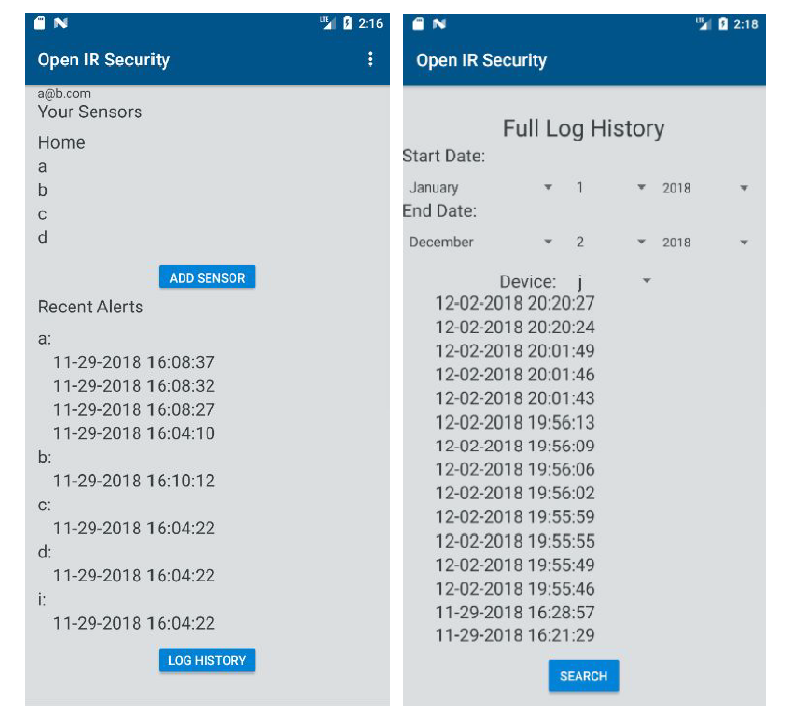 LTE 2:16
Open IR Security
a@b.com
Your Sensors
Home
a
b
c
d
ADD SENSOR
Recent Alerts
a:
11-29-2018 16:08:37
11-29-2018 16:08:32
11-29-2018 16:08:27
11-29-2018 16:04:10
b:
11-29-2018 16:10:12
c:
11-29-2018 16:04:22
d:
11-29-2018 16:04:22
i:
11-29-2018 16:04:22
LOG HISTORY
LTE 2:18
Open IR Security
Full Log History
Start Date:
January 1 2018
End Date:
December 2 2018
Device: j
12-02-2018 20:20:27
12-02-2018 20:20:24
12-02-2018 20:01:49
12-02-2018 20:01:46
12-02-2018 20:01:43
12-02-2018 19:56:13
12-02-2018 19:56:09
12-02-2018 19:56:06
12-02-2018 19:56:02
12-02-2018 19:55:59
12-02-2018 19:55:55
12-02-2018 19:55:49
12-02-2018 19:55:46
11-29-2018 16:28:57
11-29-2018 16:21:29
SEARCH